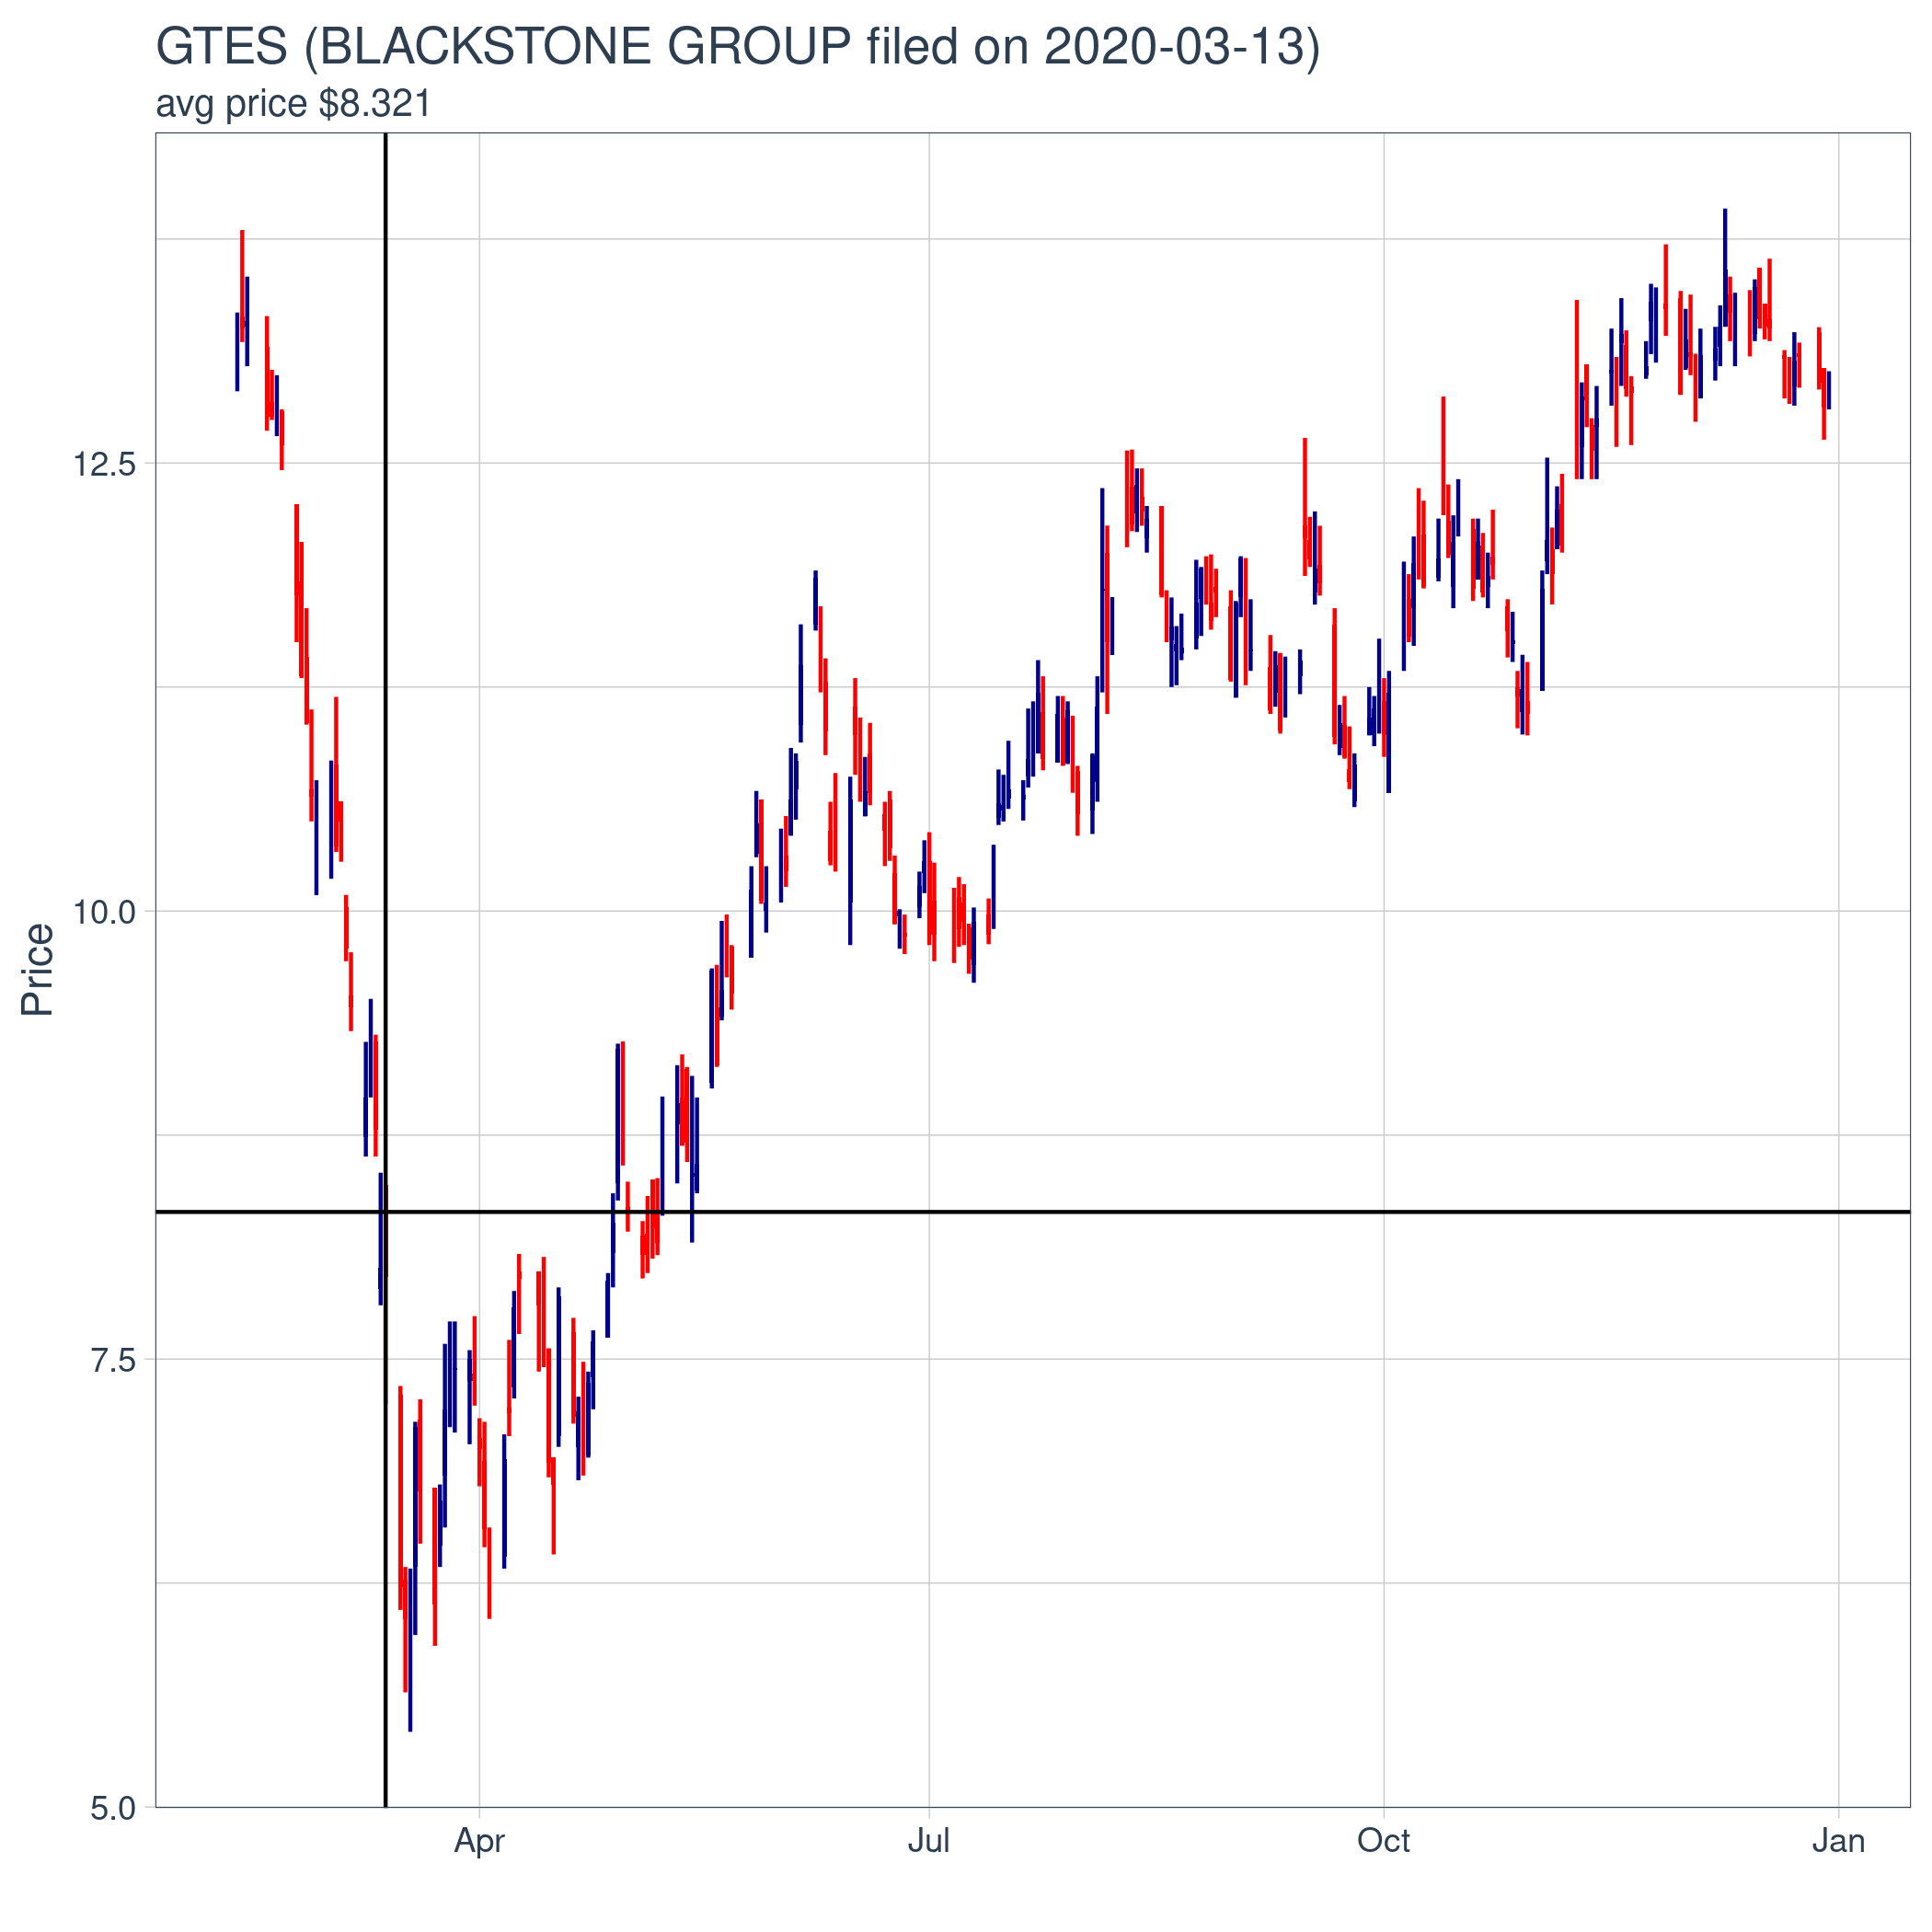 GTES (BLACKSTONE GROUP filed on 2020-03-13)
avg price $8.321
12.5
10.0
7.5
5.0
Price
Apr Jul Oct Jan